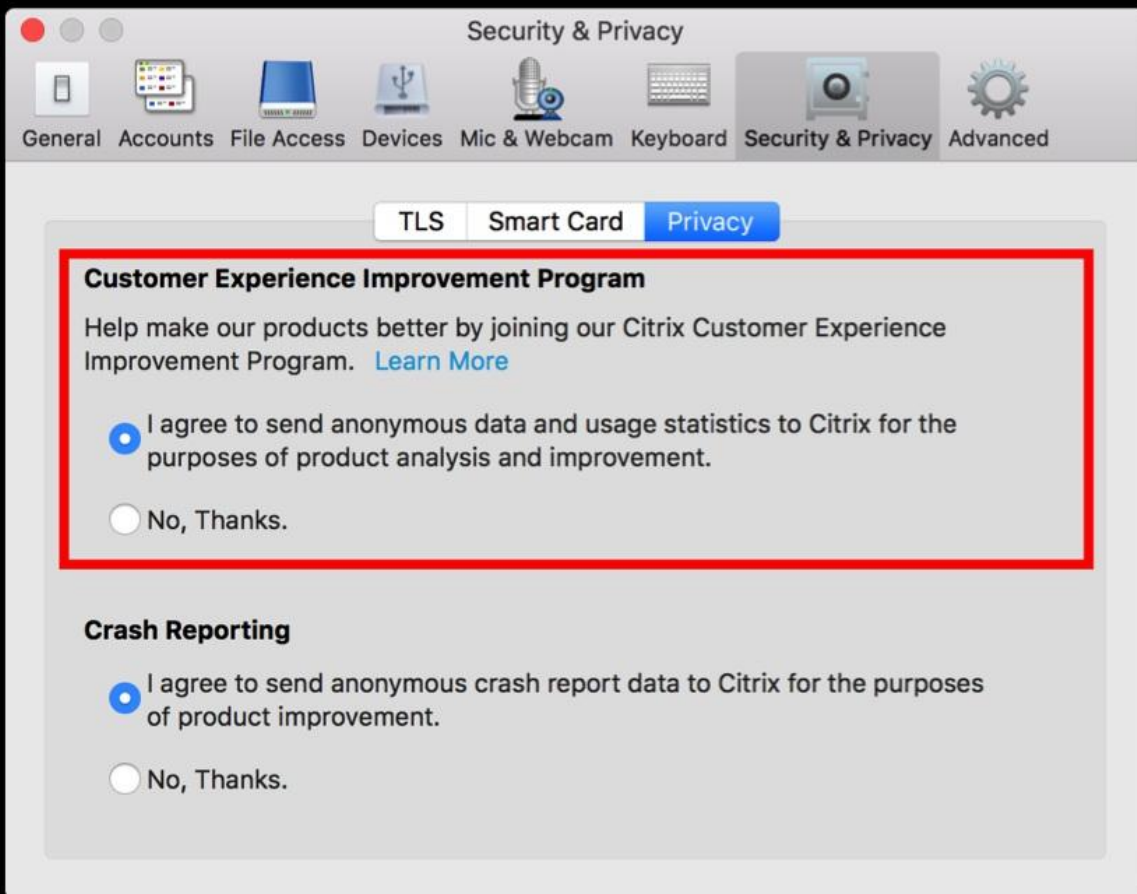 Security & Privacy
General Accounts File Access Devices Mic & Webcam Keyboard Security & Privacy Advanced
TLS Smart Card Privacy
Customer Experience Improvement Program
Help make our products better by joining our Citrix Customer Experience
Improvement Program. Learn More
I agree to send anonymous data and usage statistics to Citrix for the
purposes of product analysis and improvement.
No, Thanks.
Crash Reporting
I agree to send anonymous crash report data to Citrix for the purposes
of product improvement.
No, Thanks.